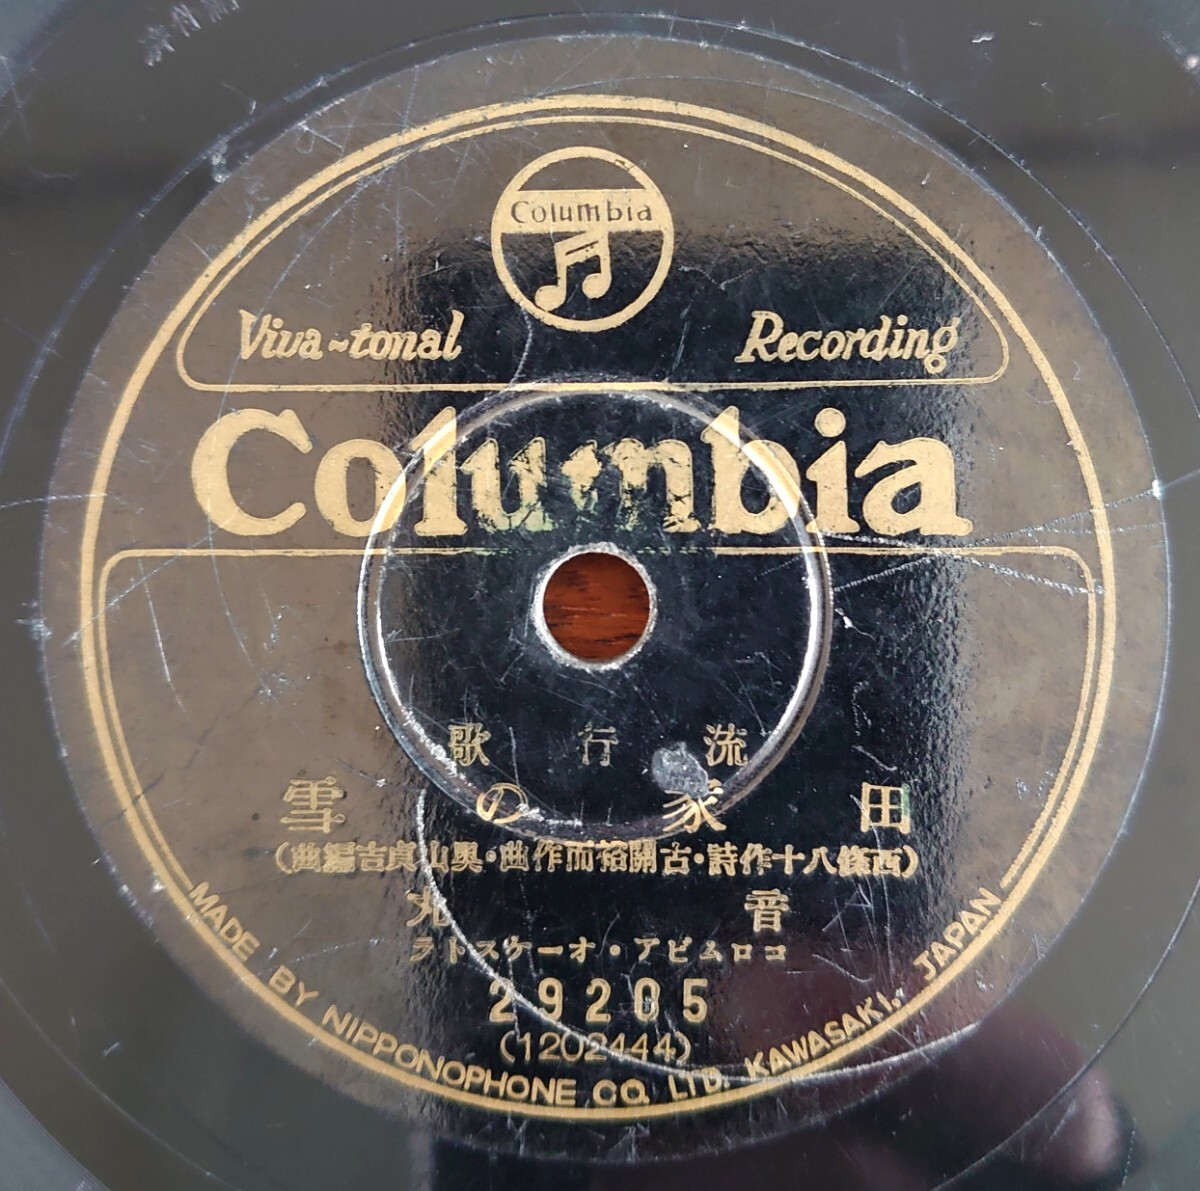 Columbia
Viva-tonal Recording
Columbia
流行歌
田家の雪
(西條八十作詩・古關裕而作曲・奥山貞吉編曲)
音丸
コロムビア・オーケストラ
29205
(1202444)
MADE BY NIPPONOPHONE CO. LTD. KAWASAKI, JAPAN